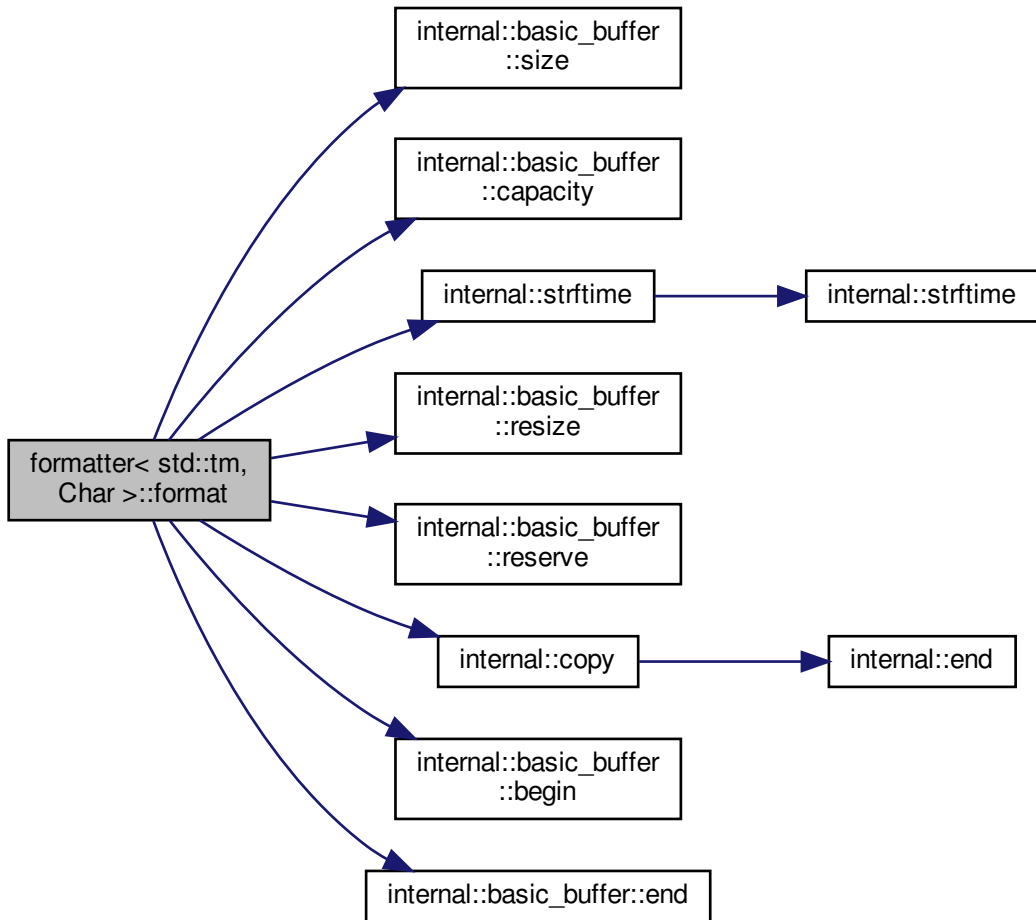 internal::basic_buffer
::size
internal::basic_buffer
::capacity
internal::strftime
internal::strftime
internal::basic_buffer
::resize
formatter< std::tm,
Char >::format
internal::basic_buffer
::reserve
internal::copy
internal::end
internal::basic_buffer
::begin
internal::basic_buffer::end